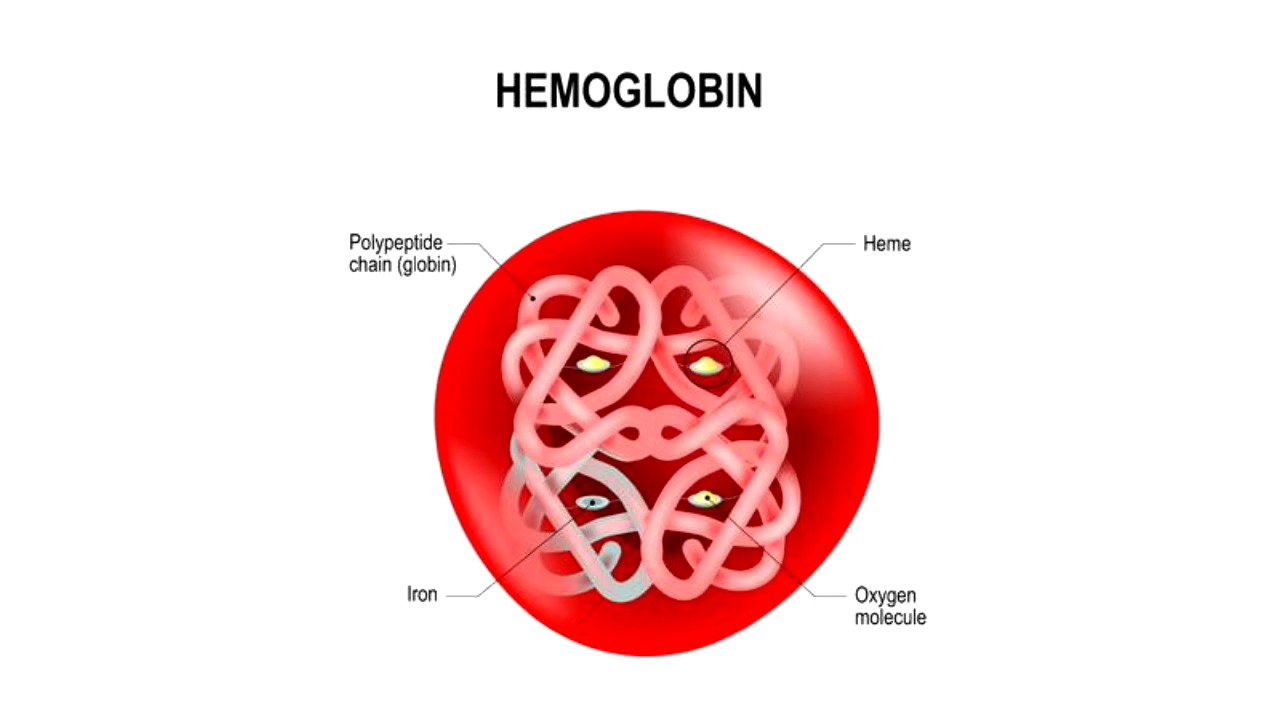 HEMOGLOBIN
Polypeptide
chain (globin)
Heme
Iron
Oxygen
molecule